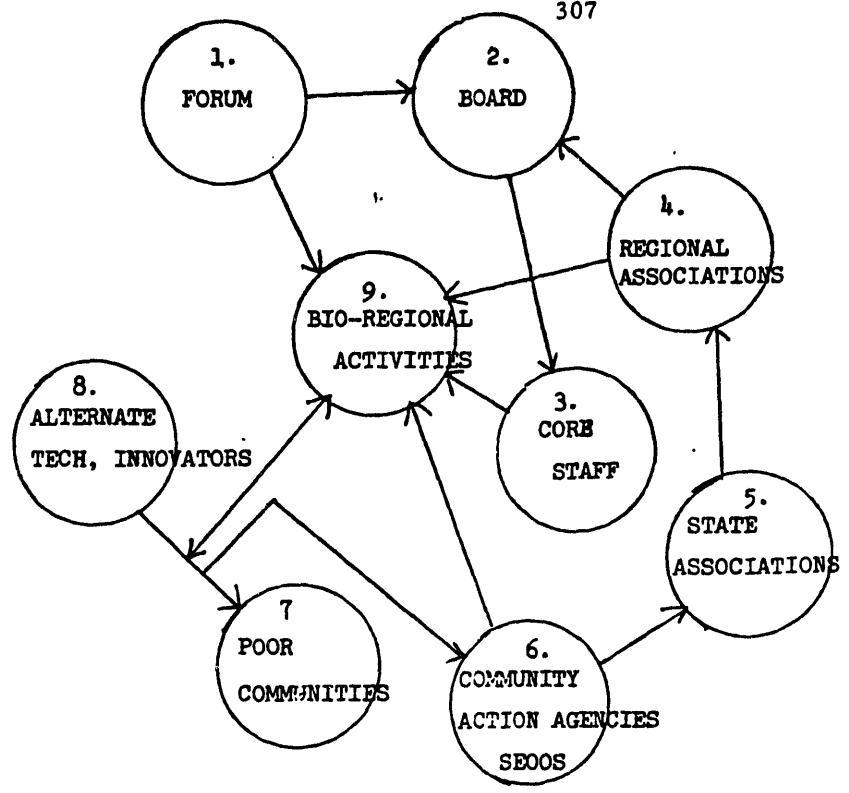 307
1.
FORUM
2.
BOARD
4.
REGIONAL
ASSOCIATIONS
9.
BIO-REGIONAL
ACTIVITIES
8.
ALTERNATE
TECH, INNOVATORS
3.
CORE
STAFF
5.
STATE
ASSOCIATIONS
7
POOR
COMMUNITIES
6.
COMMUNITY
ACTION AGENCIES
SEOOS